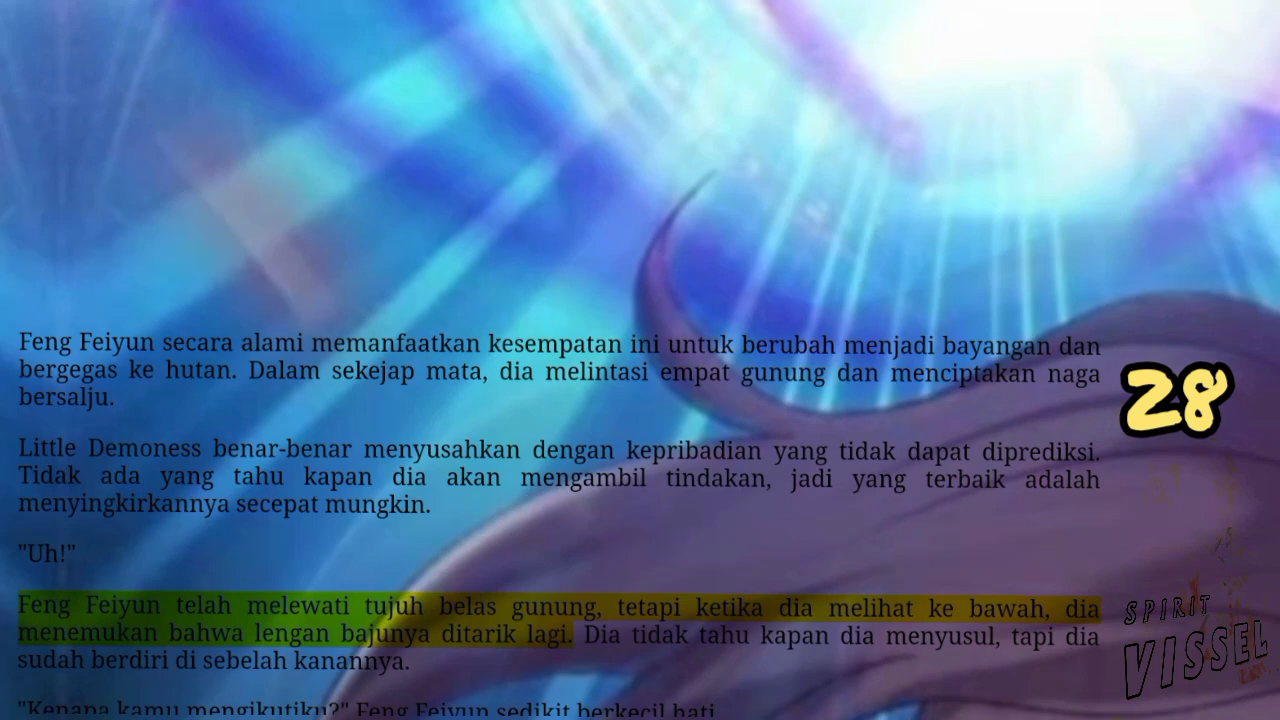 Feng Feiyun secara alami memanfaatkan kesempatan ini untuk berubah menjadi bayangan dan
bergegas ke hutan. Dalam sekejap mata, dia melintasi empat gunung dan menciptakan naga
bersalju.
Little Demoness benar-benar menyusahkan dengan kepribadian yang tidak dapat diprediksi.
Tidak ada yang tahu kapan dia akan mengambil tindakan, jadi yang terbaik adalah
menyingkirkannya secepat mungkin.
"Uh!"
Feng Feiyun telah melewati tujuh belas gunung, tetapi ketika dia melihat ke bawah, dia
menemukan bahwa lengan bajunya ditarik lagi. Dia tidak tahu kapan dia menyusul, tapi dia
sudah berdiri di sebelah kanannya.
"Kenapa kamu mengikutiku?" Feng Feiyun sedikit berkecil hati
28
SPIRIT
VISSEL